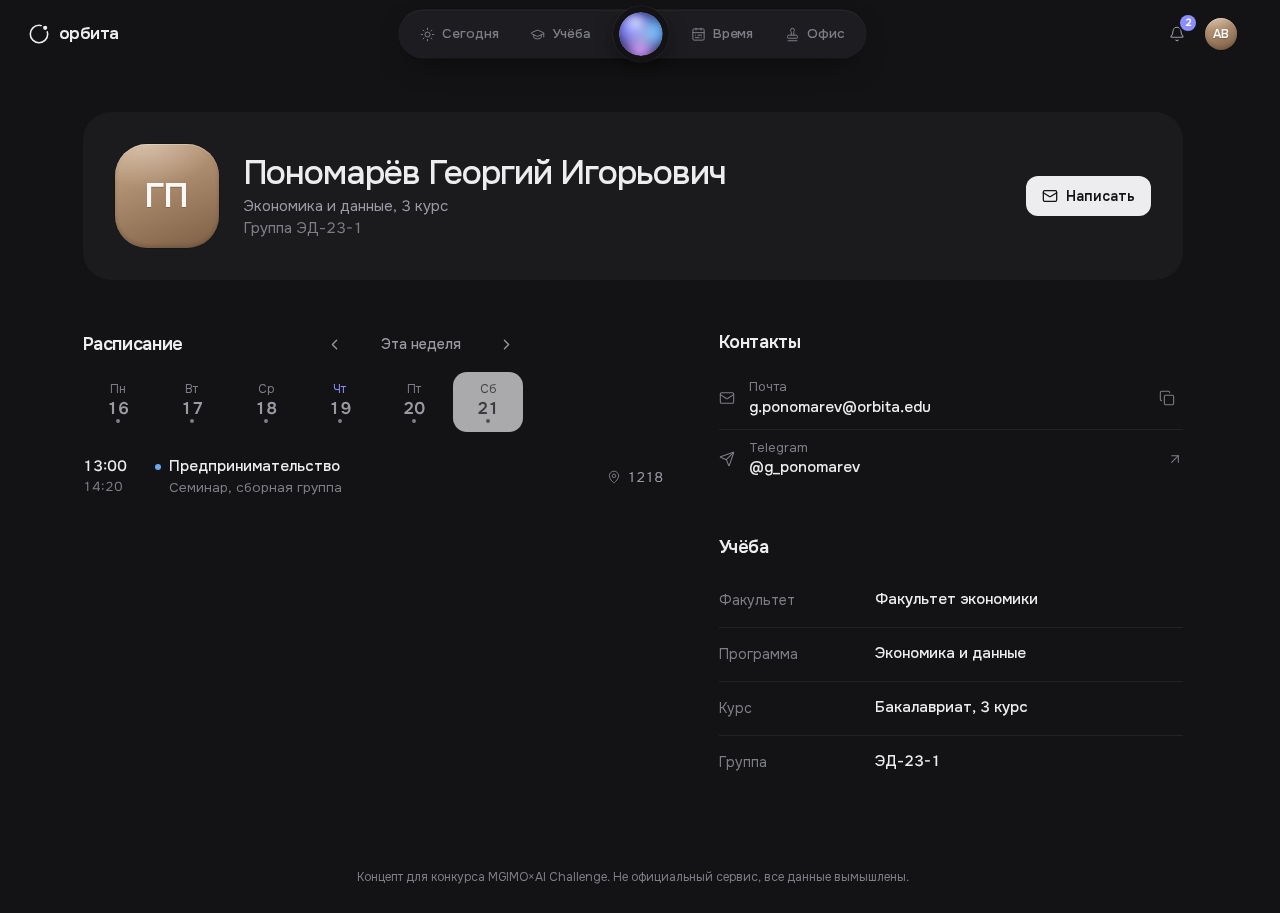 орбита
Сегодня
Учёба
Время
Офис
2
АВ
ГП
Пономарёв Георгий Игорьович
Экономика и данные, 3 курс
Группа ЭД-23-1
Написать
Расписание
Эта неделя
Пн Вт Ср Чт Пт Сб
16 17 18 19 20 21
13:00 Предпринимательство
14:20 Семинар, сборная группа
1218
Контакты
Почта
g.ponomarev@orbita.edu
Telegram
@g_ponomarev
Учёба
Факультет Факультет экономики
Программа Экономика и данные
Курс Бакалавриат, 3 курс
Группа ЭД-23-1
Концепт для конкурса MGIMO×AI Challenge. Не официальный сервис, все данные вымышлены.